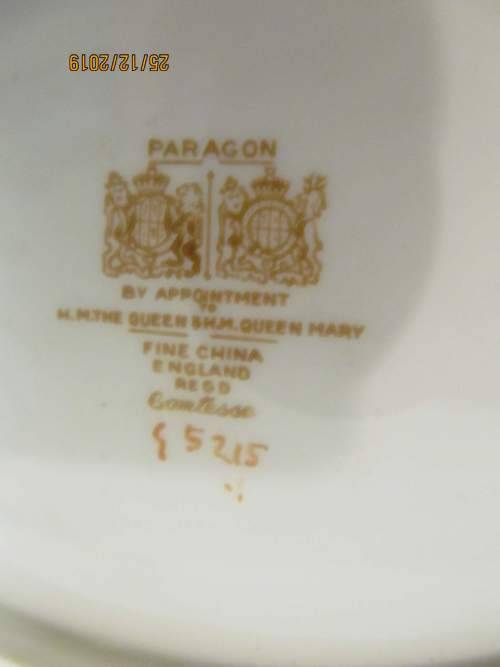 25/12/2019
PARAGON
BY APPOINTMENT
TO
H.M. THE QUEEN & H.M. QUEEN MARY
FINE CHINA
ENGLAND
REGD
Comtesse
5215